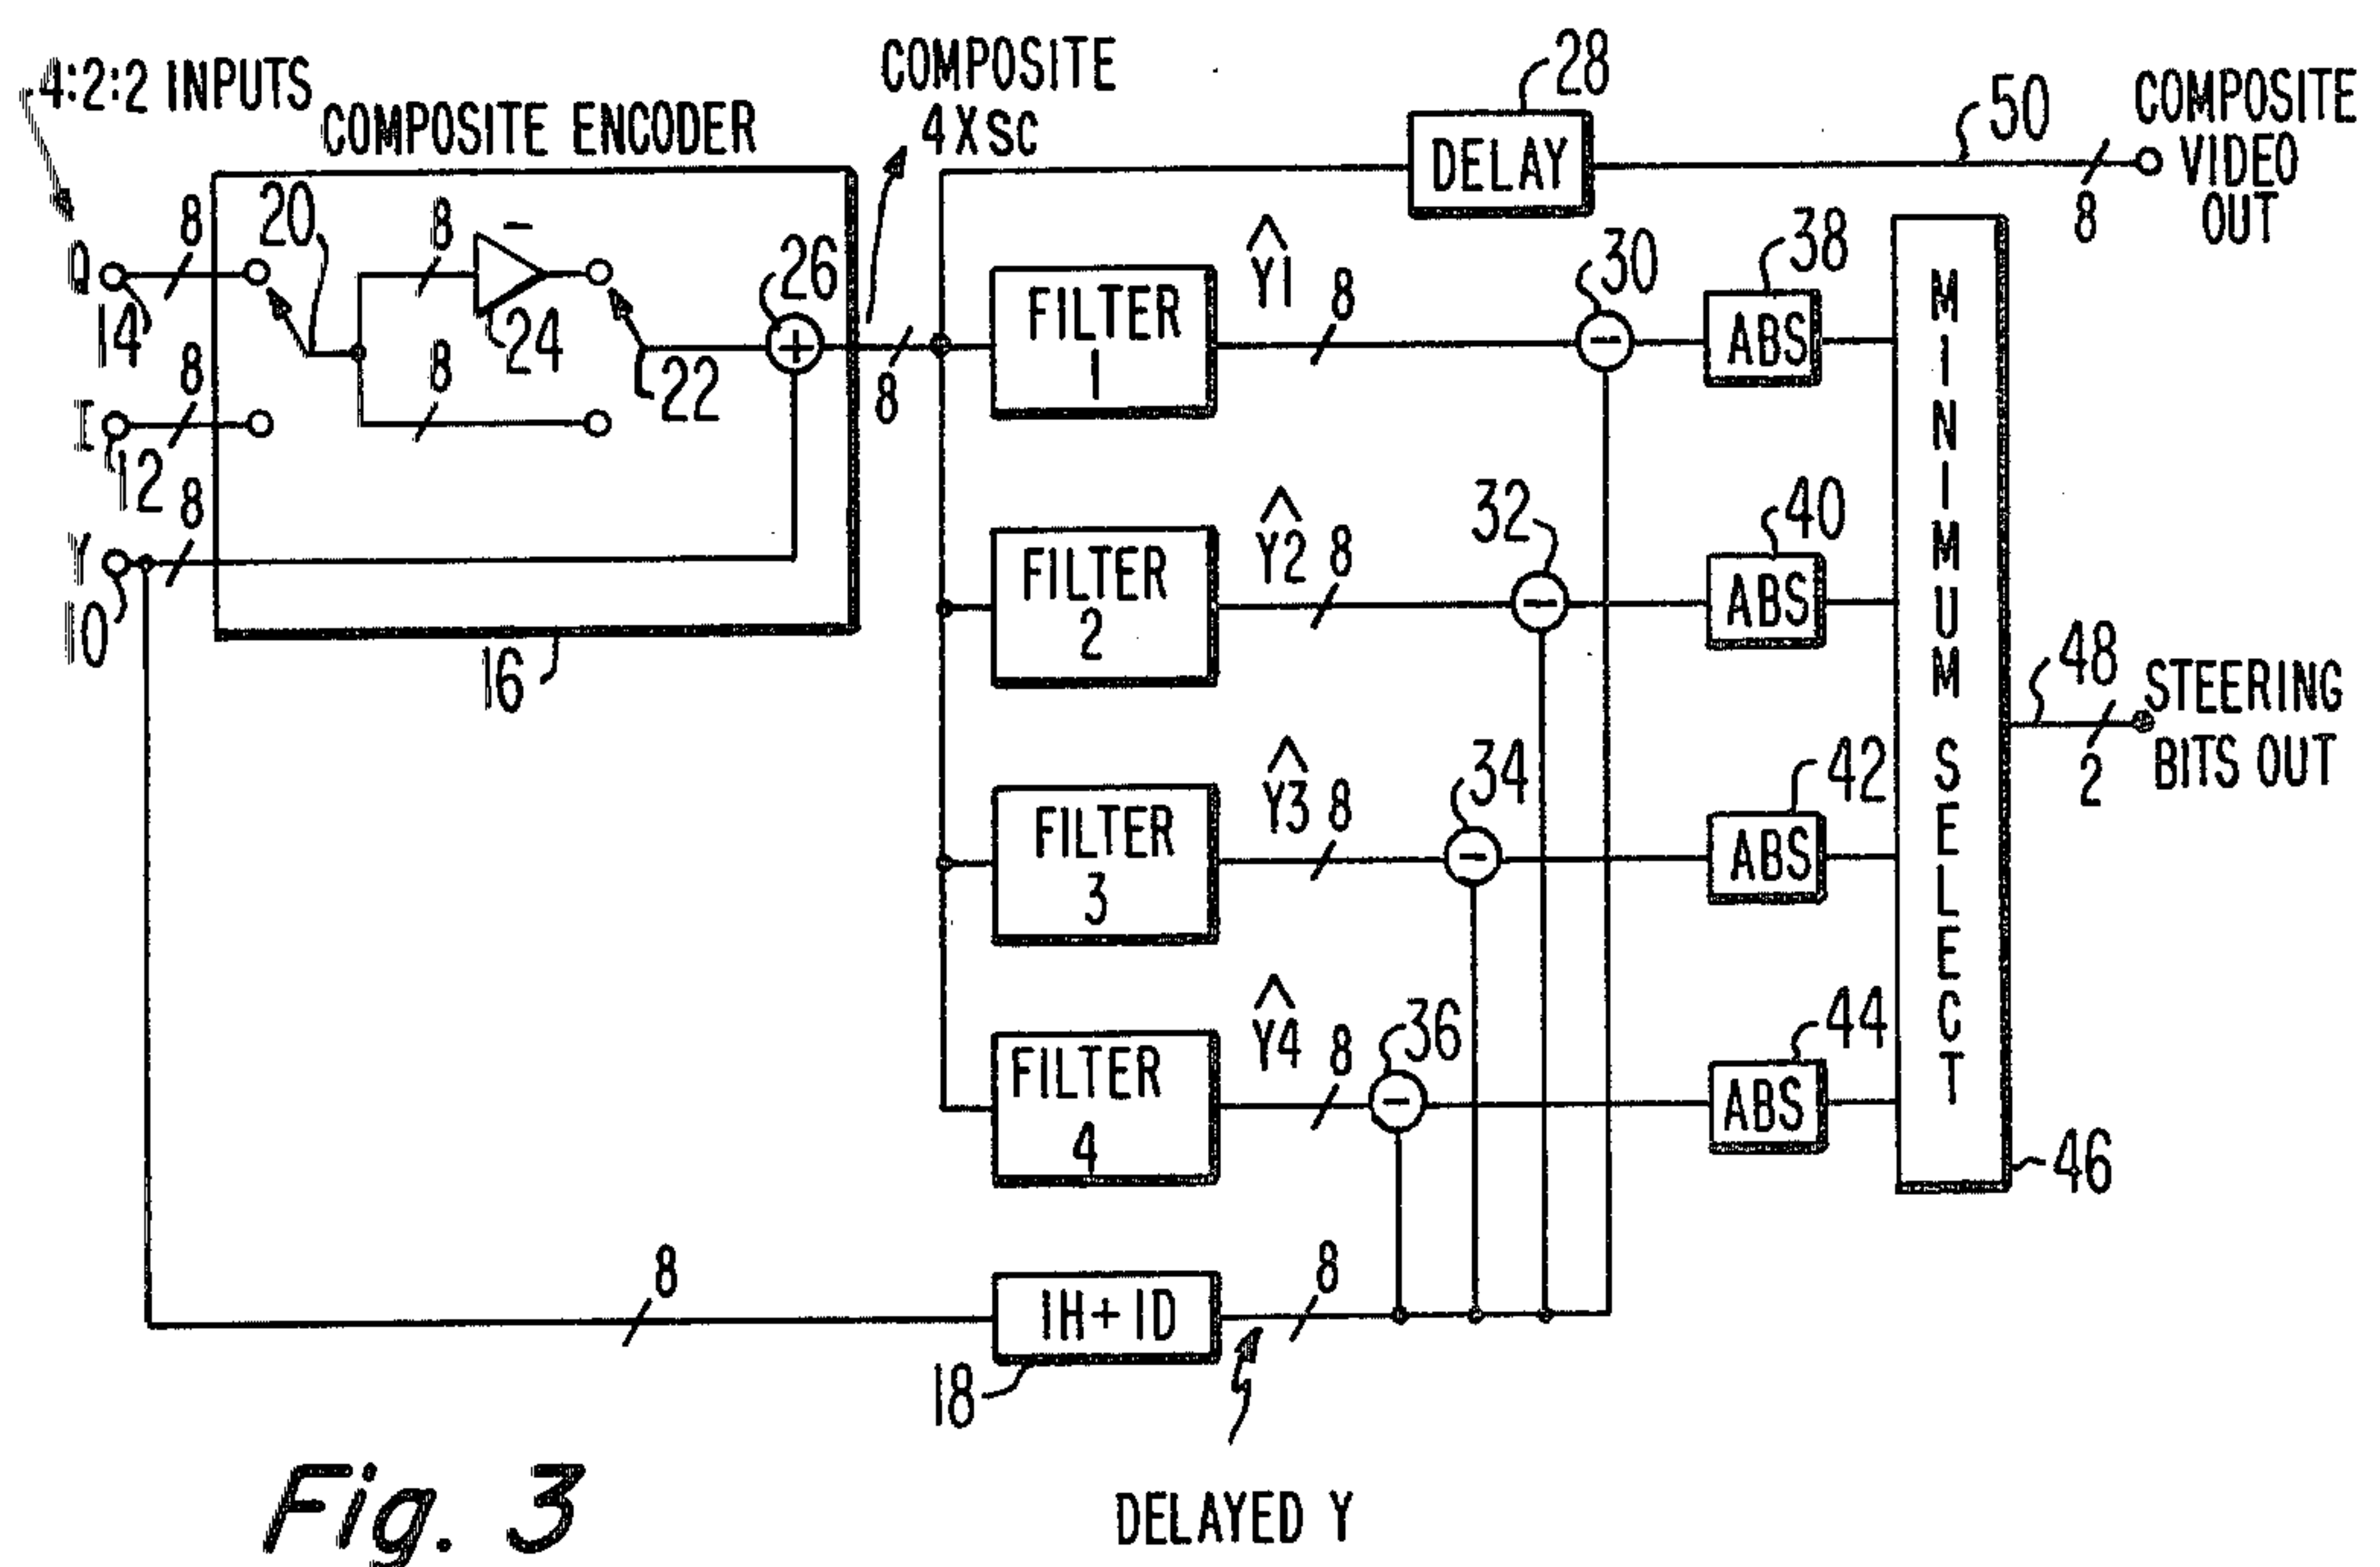 4:2:2 INPUTS
COMPOSITE ENCODER
COMPOSITE
4XSC
28
DELAY
50
COMPOSITE
VIDEO
OUT
8
Q
14
8
20
8
-
24
22
26
+
8
I
12
8
8
Y
10
8
16
FILTER
1
Ŷ1
8
30
-
38
ABS
FILTER
2
Ŷ2
8
32
-
40
ABS
FILTER
3
Ŷ3
8
34
-
42
ABS
FILTER
4
Ŷ4
8
36
-
44
ABS
MINIMUM SELECT
46
48
STEERING
BITS OUT
2
8
1H+1D
18
8
DELAYED Y
Fig. 3